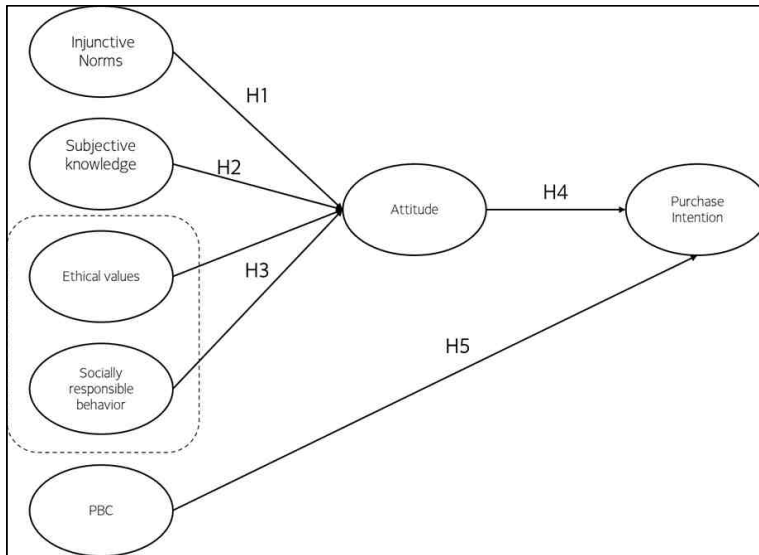 Injunctive
Norms
H1
Subjective
knowledge
H2
Attitude
H4
Purchase
Intention
Ethical values
H3
Socially
responsible
behavior
H5
PBC